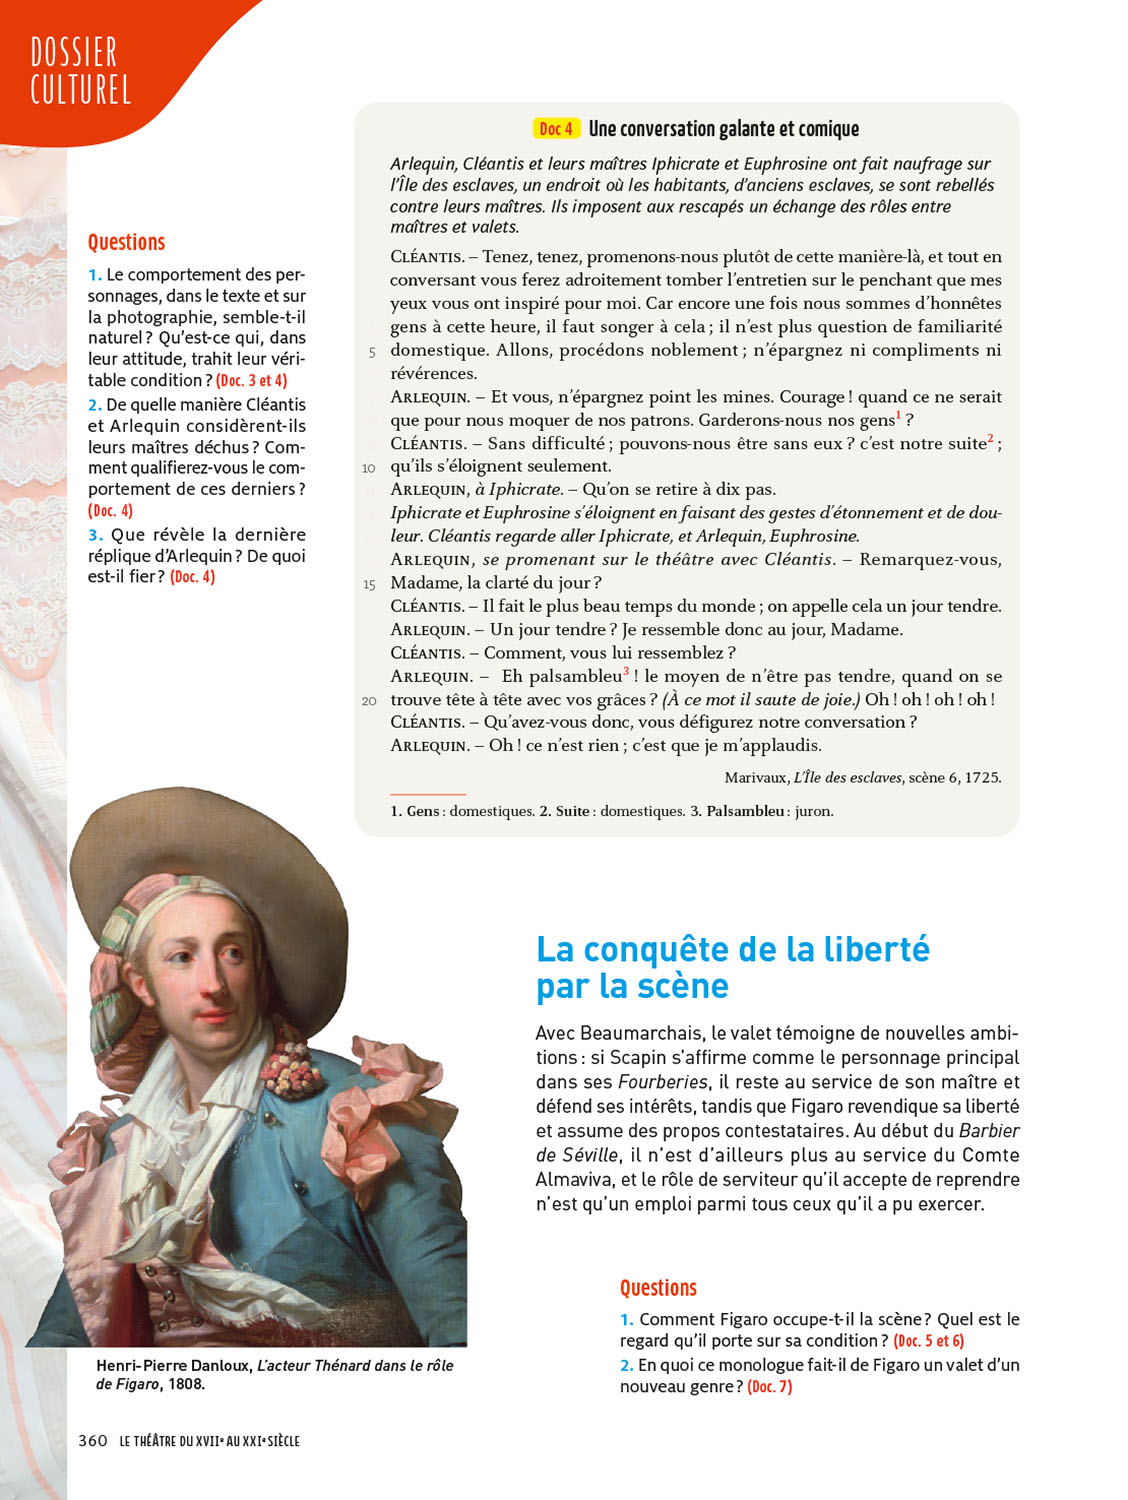 DOSSIER
CULTUREL
Doc 4 Une conversation galante et comique
Arlequin, Cléantis et leurs maîtres Iphicrate et Euphrosine ont fait naufrage sur
l’Île des esclaves, un endroit où les habitants, d’anciens esclaves, se sont rebellés
contre leurs maîtres. Ils imposent aux rescapés un échange des rôles entre
maîtres et valets.
CLÉANTIS. – Tenez, tenez, promenons-nous plutôt de cette manière-là, et tout en
conversant vous ferez adroitement tomber l’entretien sur le penchant que mes
yeux vous ont inspiré pour moi. Car encore une fois nous sommes d’honnêtes
gens à cette heure, il faut songer à cela ; il n’est plus question de familiarité
5 domestique. Allons, procédons noblement ; n’épargnez ni compliments ni
révérences.
ARLEQUIN. – Et vous, n’épargnez point les mines. Courage ! quand ce ne serait
que pour nous moquer de nos patrons. Garderons-nous nos gens1 ?
CLÉANTIS. – Sans difficulté ; pouvons-nous être sans eux ? c’est notre suite2 ;
10 qu’ils s’éloignent seulement.
ARLEQUIN, à Iphicrate. – Qu’on se retire à dix pas.
Iphicrate et Euphrosine s’éloignent en faisant des gestes d’étonnement et de dou-
leur. Cléantis regarde aller Iphicrate, et Arlequin, Euphrosine.
ARLEQUIN, se promenant sur le théâtre avec Cléantis. – Remarquez-vous,
15 Madame, la clarté du jour ?
CLÉANTIS. – Il fait le plus beau temps du monde ; on appelle cela un jour tendre.
ARLEQUIN. – Un jour tendre ? Je ressemble donc au jour, Madame.
CLÉANTIS. – Comment, vous lui ressemblez ?
ARLEQUIN. – Eh palsambleu3 ! le moyen de n’être pas tendre, quand on se
20 trouve tête à tête avec vos grâces ? (À ce mot il saute de joie.) Oh ! oh ! oh ! oh !
CLÉANTIS. – Qu’avez-vous donc, vous défigurez notre conversation ?
ARLEQUIN. – Oh ! ce n’est rien ; c’est que je m’applaudis.
Marivaux, L’Île des esclaves, scène 6, 1725.
1. Gens : domestiques. 2. Suite : domestiques. 3. Palsambleu : juron.
Questions
1. Le comportement des per-
sonnages, dans le texte et sur
la photographie, semble-t-il
naturel ? Qu’est-ce qui, dans
leur attitude, trahit leur véri-
table condition ? (Doc. 3 et 4)
2. De quelle manière Cléantis
et Arlequin considèrent-ils
leurs maîtres déchus ? Com-
ment qualifierez-vous le com-
portement de ces derniers ?
(Doc. 4)
3. Que révèle la dernière
réplique d’Arlequin ? De quoi
est-il fier ? (Doc. 4)
La conquête de la liberté
par la scène
Avec Beaumarchais, le valet témoigne de nouvelles ambi-
tions : si Scapin s’affirme comme le personnage principal
dans ses Fourberies, il reste au service de son maître et
défend ses intérêts, tandis que Figaro revendique sa liberté
et assume des propos contestataires. Au début du Barbier
de Séville, il n’est d’ailleurs plus au service du Comte
Almaviva, et le rôle de serviteur qu’il accepte de reprendre
n’est qu’un emploi parmi tous ceux qu’il a pu exercer.
Questions
1. Comment Figaro occupe-t-il la scène ? Quel est le
regard qu’il porte sur sa condition ? (Doc. 5 et 6)
2. En quoi ce monologue fait-il de Figaro un valet d’un
nouveau genre ? (Doc. 7)
Henri-Pierre Danloux, L’acteur Thénard dans le rôle
de Figaro, 1808.
360 LE THÉÂTRE DU XVIIe AU XXIe SIÈCLE